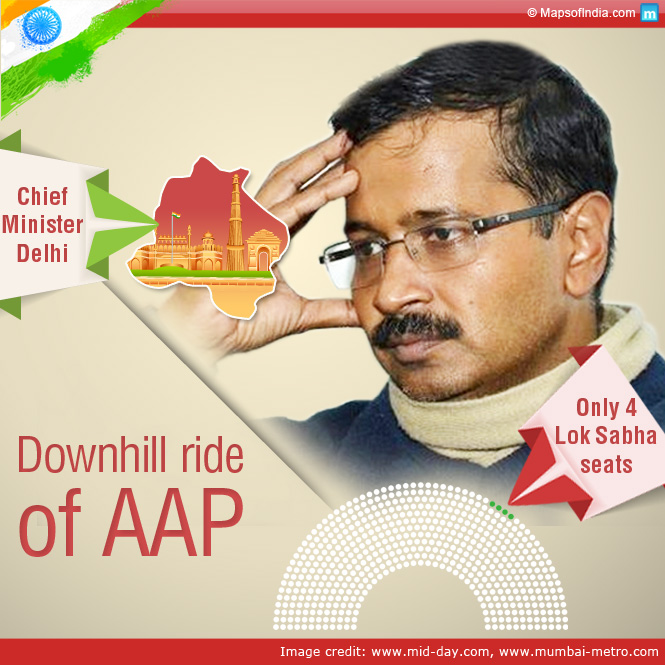 © MapsofIndia.com m
Chief
Minister
Delhi
Only 4
Lok Sabha
seats
Downhill ride
of AAP
Image credit: www.mid-day.com, www.mumbai-metro.com